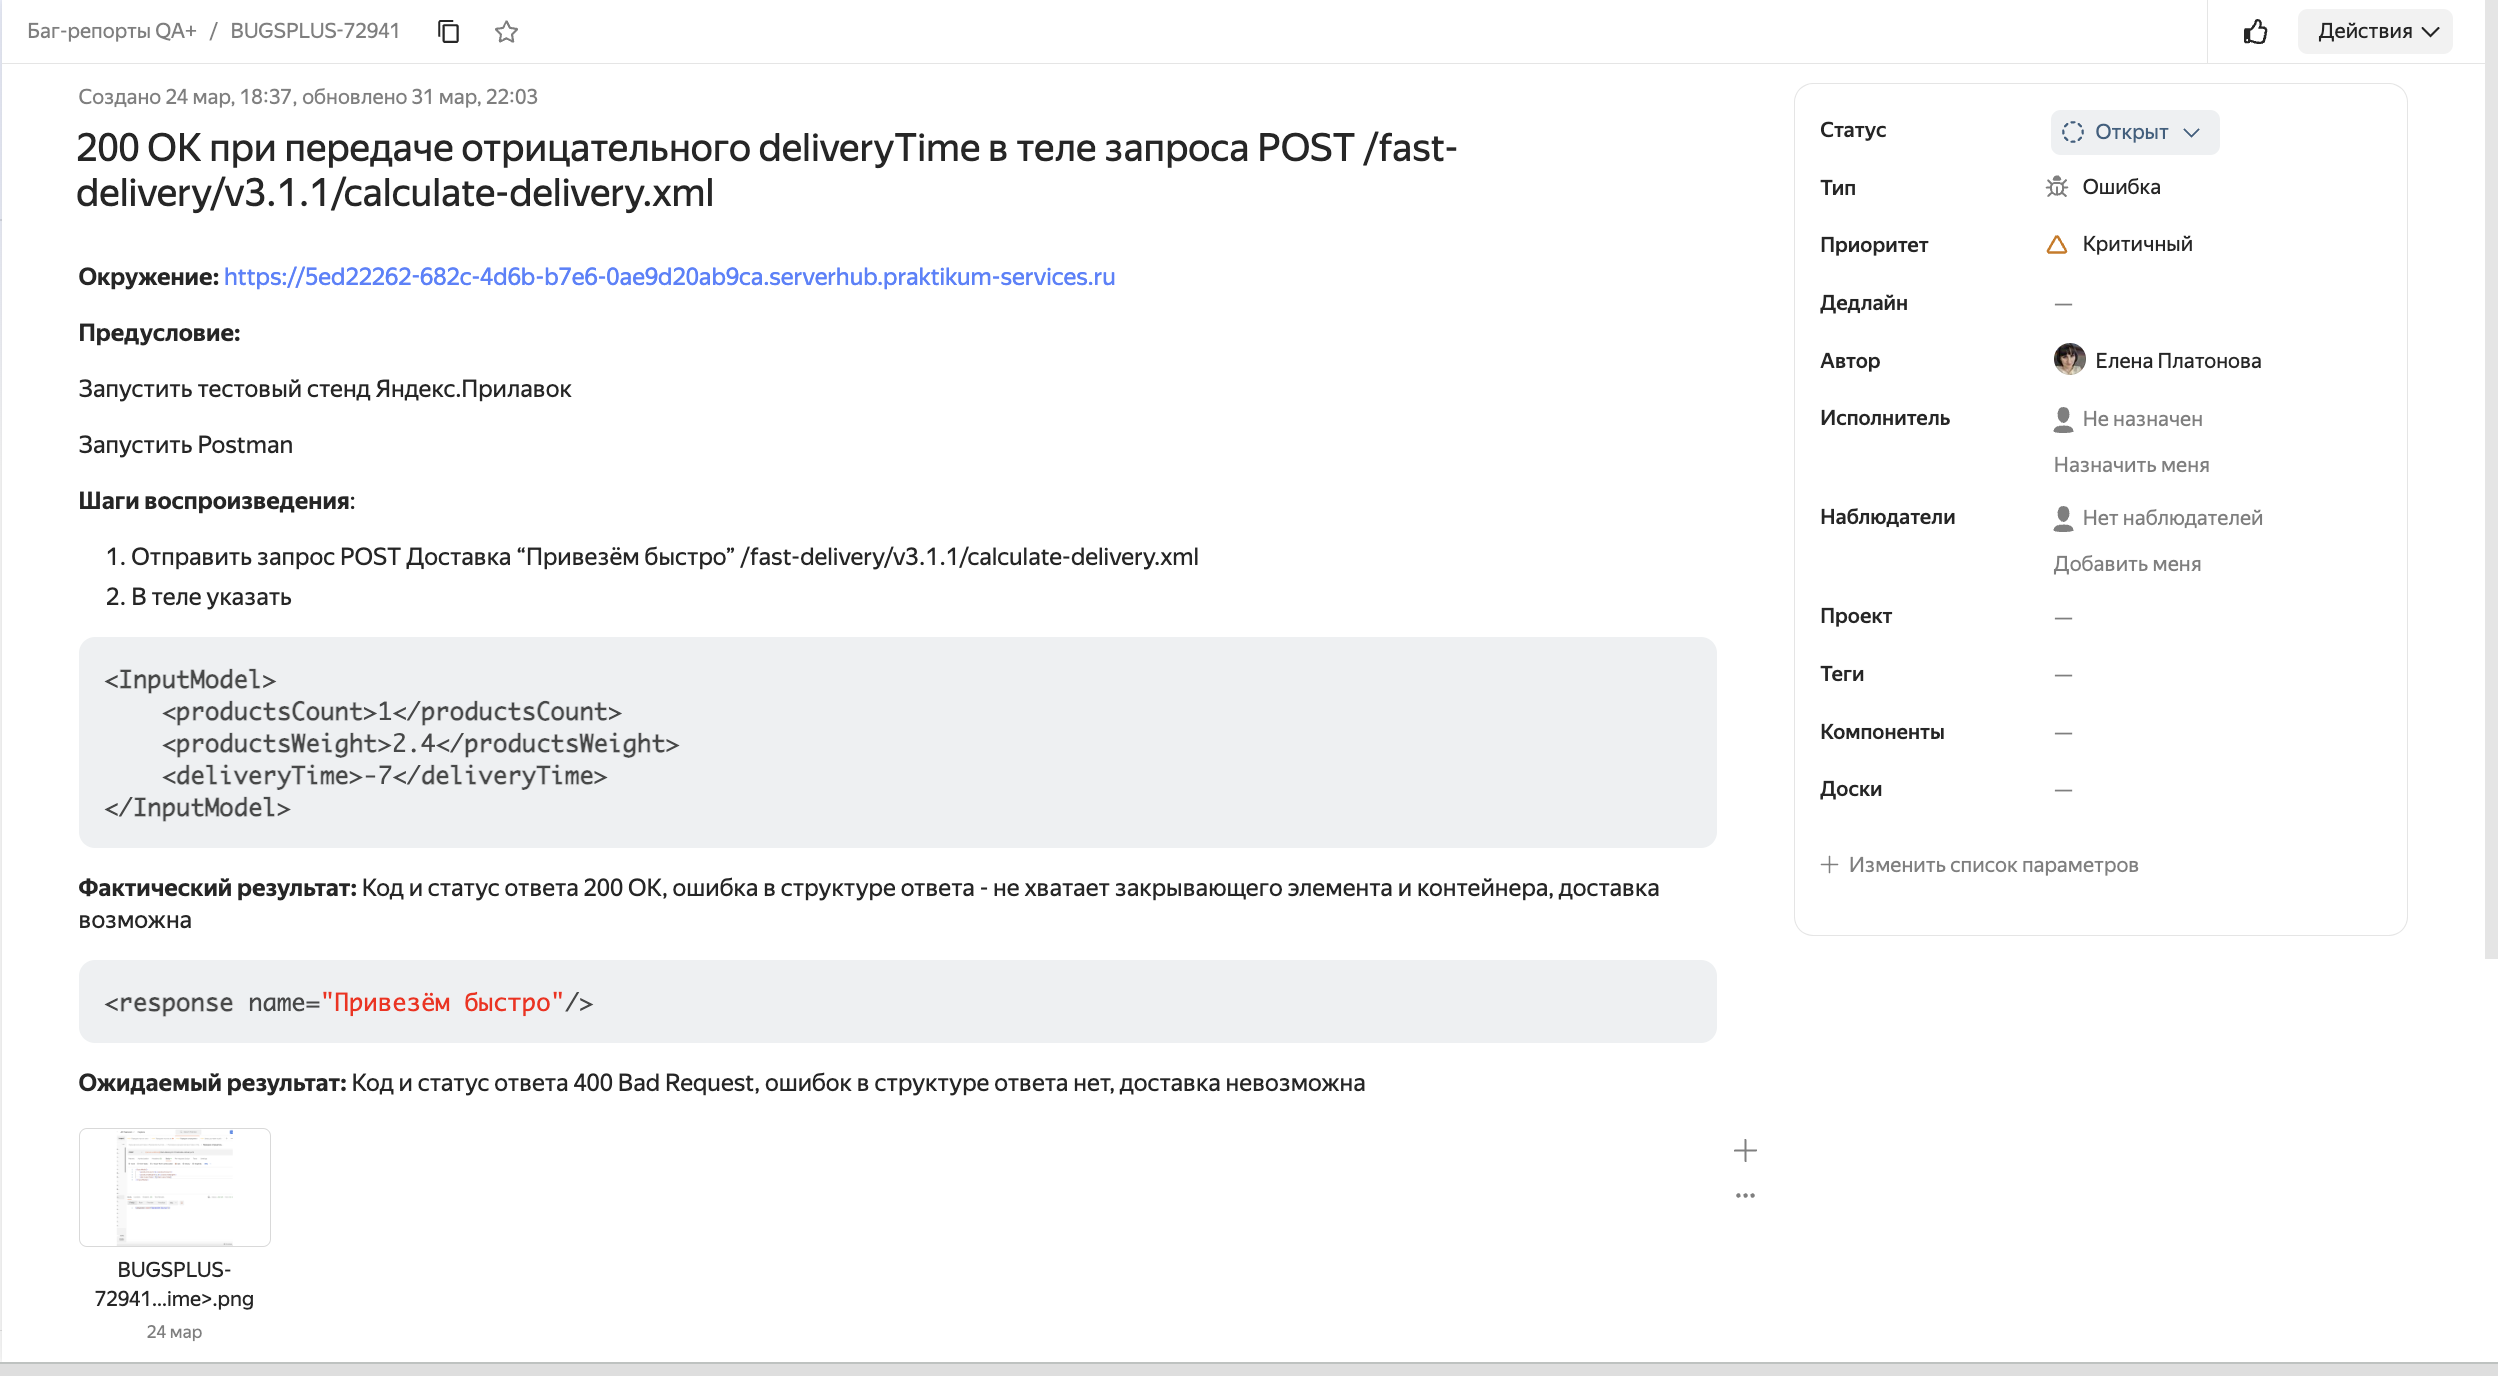 Баг-репорты QA+ / BUGSPLUS-72941
Действия
Создано 24 мар, 18:37, обновлено 31 мар, 22:03
200 OK при передаче отрицательного deliveryTime в теле запроса POST /fast-
delivery/v3.1.1/calculate-delivery.xml
Окружение: https://5ed22262-682c-4d6b-b7e6-0ae9d20ab9ca.serverhub.praktikum-services.ru
Предусловие:
Запустить тестовый стенд Яндекс.Прилавок
Запустить Postman
Шаги воспроизведения:
1. Отправить запрос POST Доставка “Привезём быстро” /fast-delivery/v3.1.1/calculate-delivery.xml
2. В теле указать
<InputModel>
    <productsCount>1</productsCount>
    <productsWeight>2.4</productsWeight>
    <deliveryTime>-7</deliveryTime>
</InputModel>
Фактический результат: Код и статус ответа 200 OK, ошибка в структуре ответа - не хватает закрывающего элемента и контейнера, доставка
возможна
<response name="Привезём быстро"/>
Ожидаемый результат: Код и статус ответа 400 Bad Request, ошибок в структуре ответа нет, доставка невозможна
BUGSPLUS-
72941...ime>.png
24 мар
Статус Открыт
Тип Ошибка
Приоритет Критичный
Дедлайн —
Автор Елена Платонова
Исполнитель Не назначен
Назначить меня
Наблюдатели Нет наблюдателей
Добавить меня
Проект —
Теги —
Компоненты —
Доски —
+ Изменить список параметров